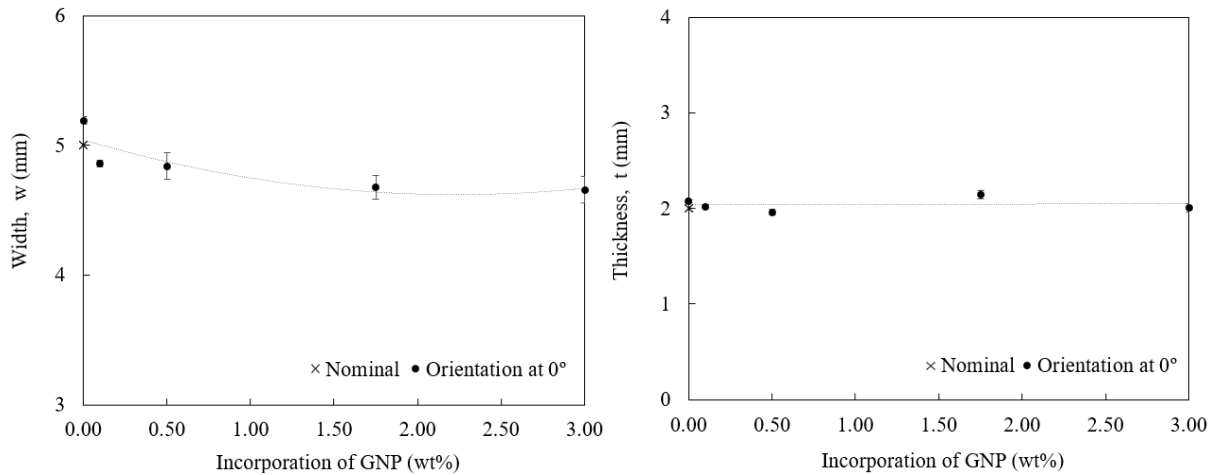 6
5
4
3
Width, w (mm)
0.00 0.50 1.00 1.50 2.00 2.50 3.00
Incorporation of GNP (wt%)
× Nominal ● Orientation at 0º
4
3
2
1
0
Thickness, t (mm)
0.00 0.50 1.00 1.50 2.00 2.50 3.00
Incorporation of GNP (wt%)
× Nominal ● Orientation at 0º